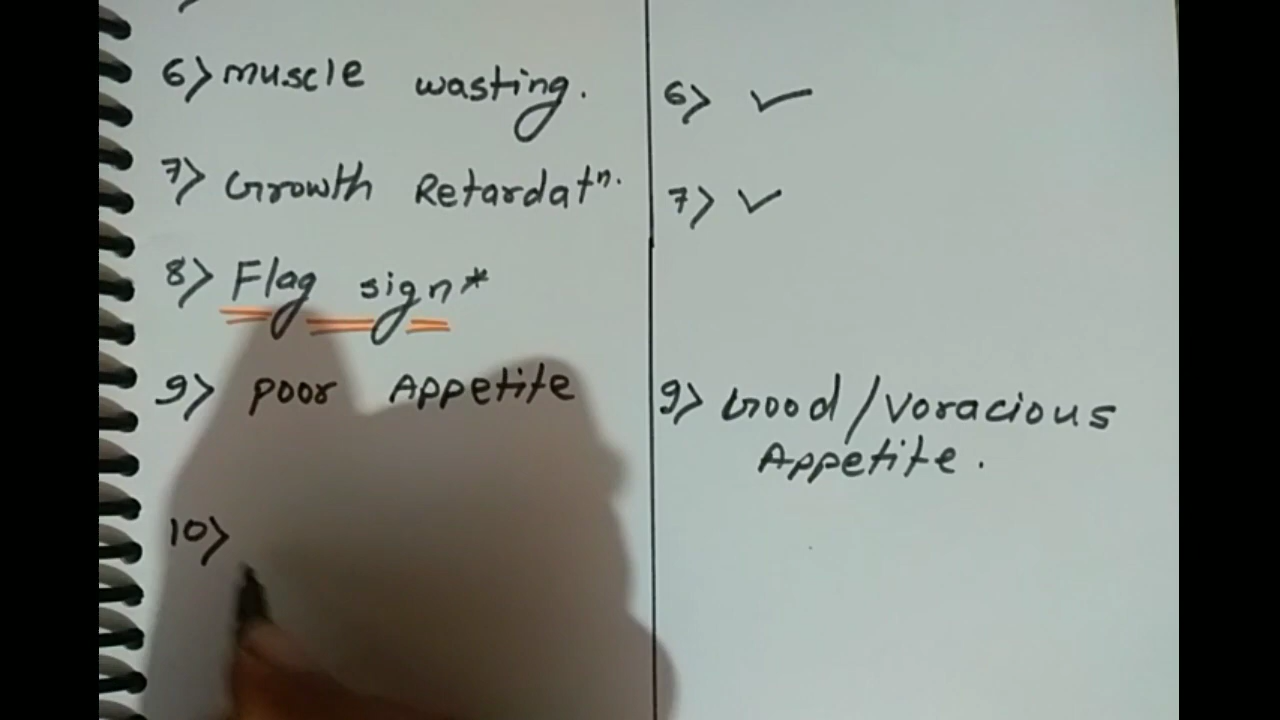 6> muscle wasting.
6> ✓
7> Growth Retardatⁿ.
7> ✓
8> Flag sign*
9> Poor Appetite
9> Good/Voracious
Appetite.
10>